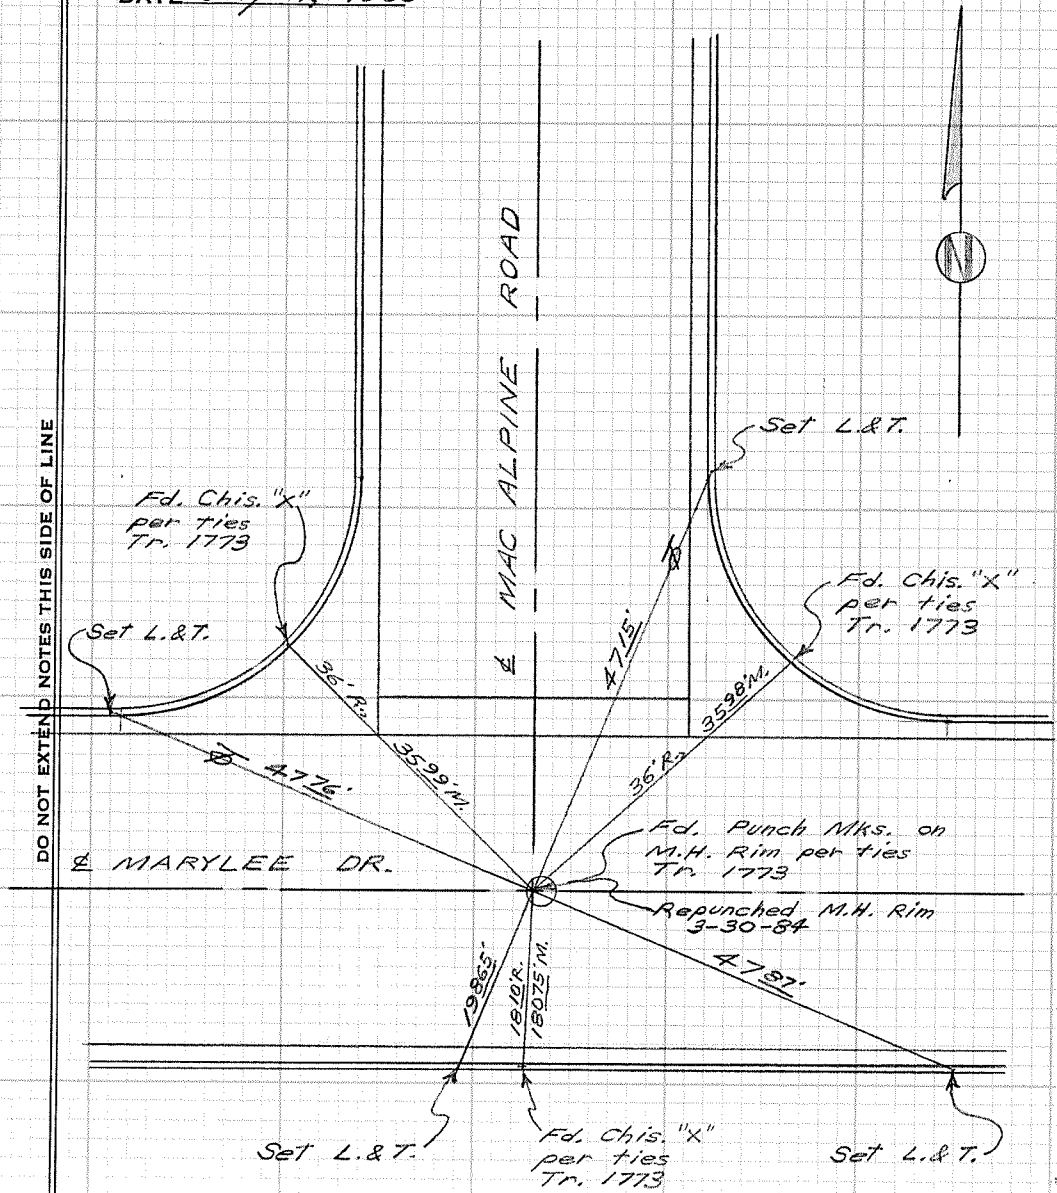 DATE
N
DO NOT EXTEND NOTES THIS SIDE OF LINE
℄ MAC ALPINE ROAD
Set L.&T.
Fd. Chis. "X"
per ties
Tr. 1773
Fd. Chis. "X"
per ties
Tr. 1773
Set L.&T.
47.15'
36' R.,
35.99' M.
36' R.,
35.98' M.
47.76'
℄ MARYLEE DR.
Fd. Punch Mks. on
M.H. Rim per ties
Tr. 1773
Repunched M.H. Rim
3-30-84
19.865'
18.10' R.
18.075' M.
47.87'
Set L.&T.
Fd. Chis. "X"
per ties
Tr. 1773
Set L.&T.